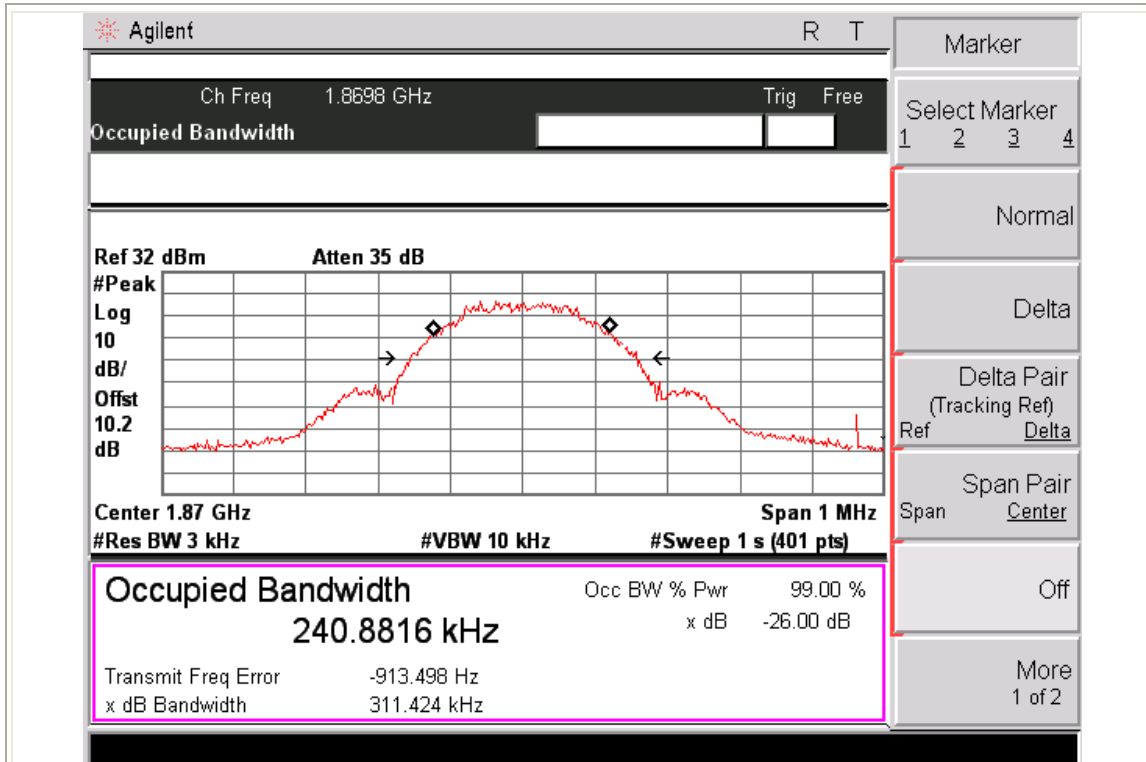 Agilent R T
Ch Freq 1.8698 GHz Trig Free
Occupied Bandwidth
Ref 32 dBm Atten 35 dB
#Peak
Log
10
dB/
Offst
10.2
dB
Center 1.87 GHz Span 1 MHz
#Res BW 3 kHz #VBW 10 kHz #Sweep 1 s (401 pts)
Occupied Bandwidth
240.8816 kHz
Occ BW % Pwr 99.00 %
x dB -26.00 dB
Transmit Freq Error -913.498 Hz
x dB Bandwidth 311.424 kHz
Marker
Select Marker
1 2 3 4
Normal
Delta
Delta Pair
(Tracking Ref)
Ref Delta
Span Pair
Span Center
Off
More
1 of 2